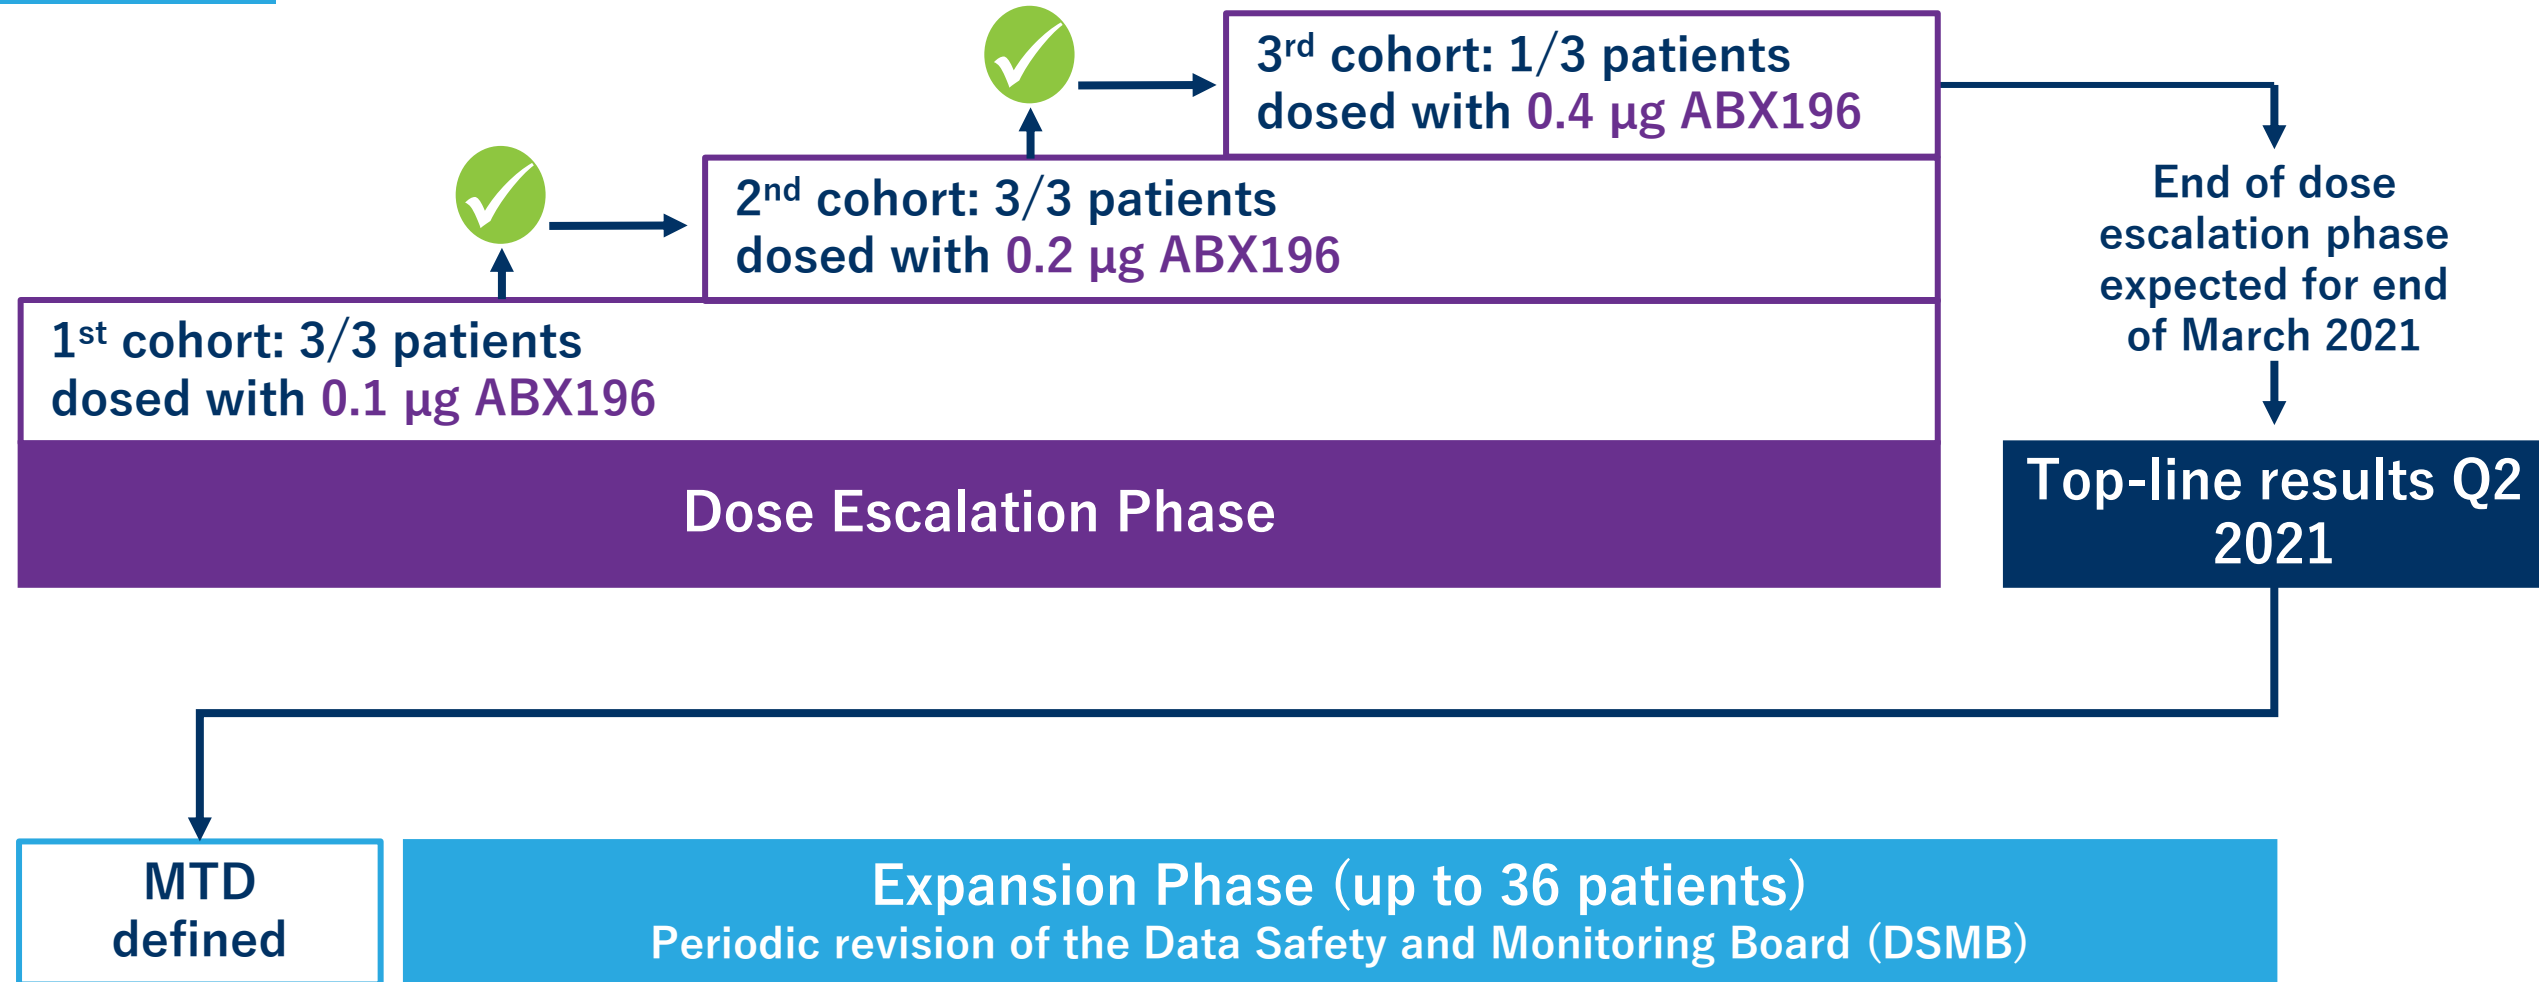 3rd cohort: 1/3 patients
dosed with 0.4 µg ABX196
2nd cohort: 3/3 patients
dosed with 0.2 µg ABX196
1st cohort: 3/3 patients
dosed with 0.1 µg ABX196
Dose Escalation Phase
End of dose
escalation phase
expected for end
of March 2021
Top-line results Q2
2021
MTD
defined
Expansion Phase (up to 36 patients)
Periodic revision of the Data Safety and Monitoring Board (DSMB)